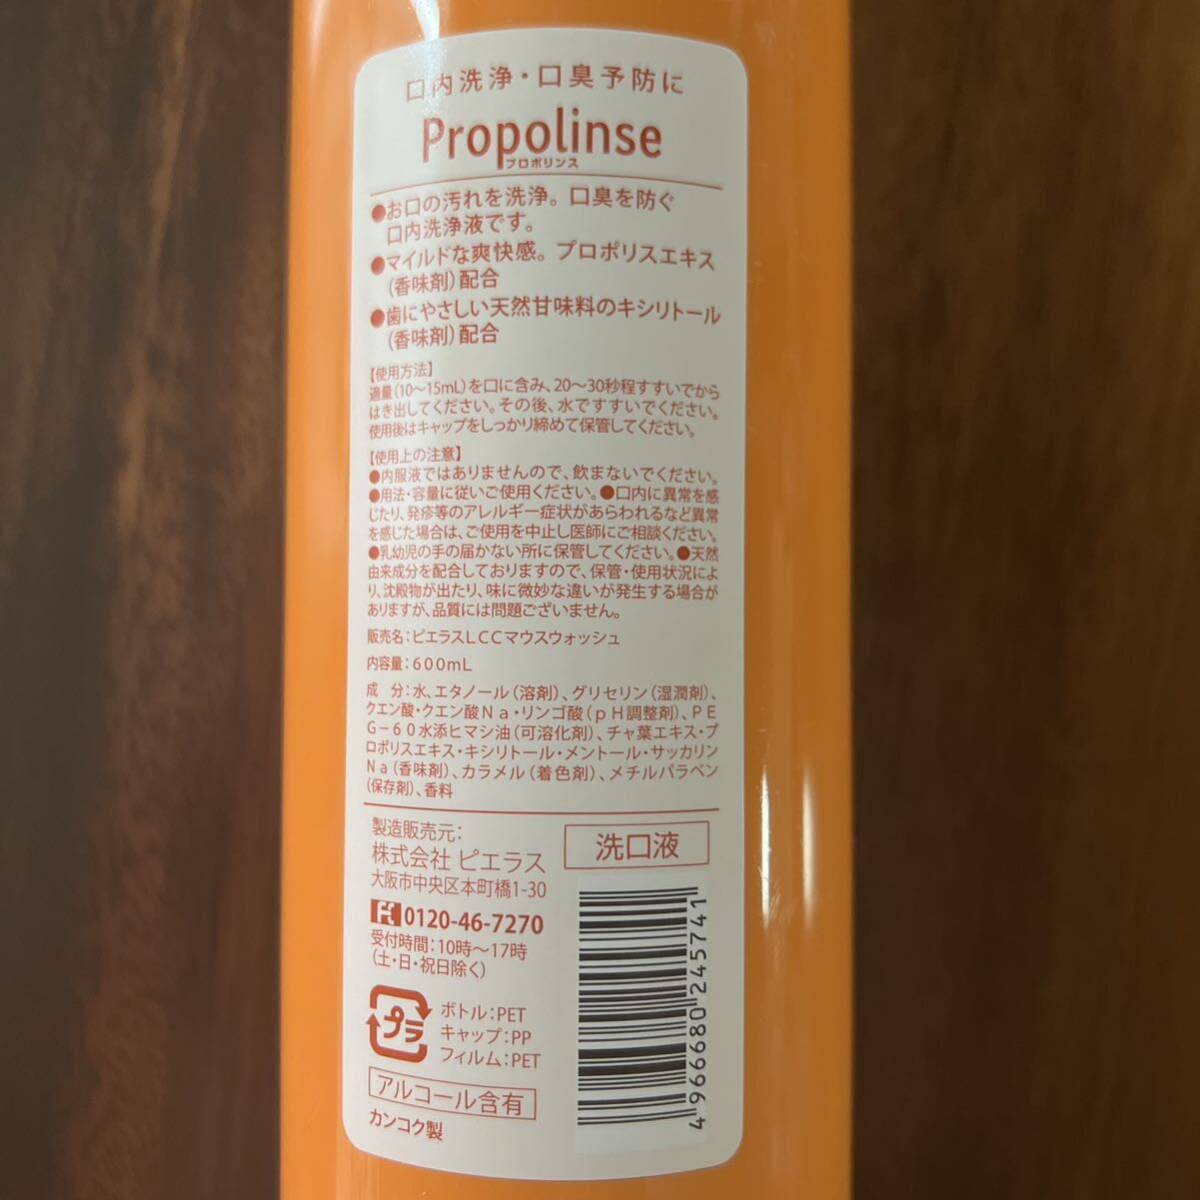 口内洗浄・口臭予防に
Propolinse
プロポリンス
●お口の汚れを洗浄。口臭を防ぐ
口内洗浄液です。
●マイルドな爽快感。プロポリスエキス
(香味剤)配合
●歯にやさしい天然甘味料のキシリトール
(香味剤)配合
【使用方法】
適量(10〜15mL)を口に含み、20〜30秒程すすいでから
はき出してください。その後、水ですすいでください。
使用後はキャップをしっかり締めて保管してください。
【使用上の注意】
●内服液ではありませんので、飲まないでください。
●用法・容量に従いご使用ください。●口内に異常を感
じたり、発疹等のアレルギー症状があらわれるなど異常
を感じた場合は、ご使用を中止し医師にご相談ください。
●乳幼児の手の届かない所に保管してください。●天然
由来成分を配合しておりますので、保管・使用状況によ
り、沈殿物が出たり、味に微妙な違いが発生する場合が
ありますが、品質には問題ございません。
販売名:ピエラスLCCマウスウォッシュ
内容量:600mL
成 分:水、エタノール(溶剤)、グリセリン(湿潤剤)、
クエン酸・クエン酸Na・リンゴ酸(pH調整剤)、PE
G−60水添ヒマシ油(可溶化剤)、チャ葉エキス・プ
ロポリスエキス・キシリトール・メントール・サッカリン
Na(香味剤)、カラメル(着色剤)、メチルパラベン
(保存剤)、香料
製造販売元:
株式会社 ピエラス
大阪市中央区本町橋1-30
0120-46-7270
受付時間:10時〜17時
(土・日・祝日除く)
プラ
ボトル:PET
キャップ:PP
フィルム:PET
アルコール含有
カンコク製
洗口液
4966680245741